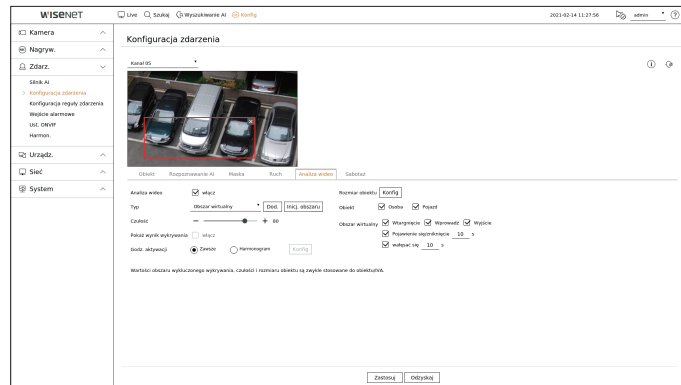 WISENET
Live Szukaj Wyszukiwanie AI Konfig
2021-02-14 11:27:56 admin
Kamera
Nagryw.
Zdarz.
Silnik AI
Konfiguracja zdarzenia
Konfiguracja reguły zdarzenia
Wejście alarmowe
Ust. ONVIF
Harmon.
Urządz.
Sieć
System
Konfiguracja zdarzenia
Kanał 05
Obiekt Rozpoznawanie AI Maska Ruch Analiza wideo Sabotaż
Analiza wideo włącz Rozmiar obiektu Konfig
Typ Obszar wirtualny Dod. Inicj. obszaru Obiekt Osoba Pojazd
Czułość 80 Obszar wirtualny Wtargnięcie Wprowadź Wyjście
Pokaż wynik wykrywania włącz Pojawienie się/zniknięcie 10 s
Godz. aktywacji Zawsze Harmonogram Konfig wałęsać się 10 s
Wartości obszaru wykluczonego wykrywania, czułości i rozmiaru obiektu są zwykle stosowane do obiektu/IVA.
Zastosuj Odzyskaj